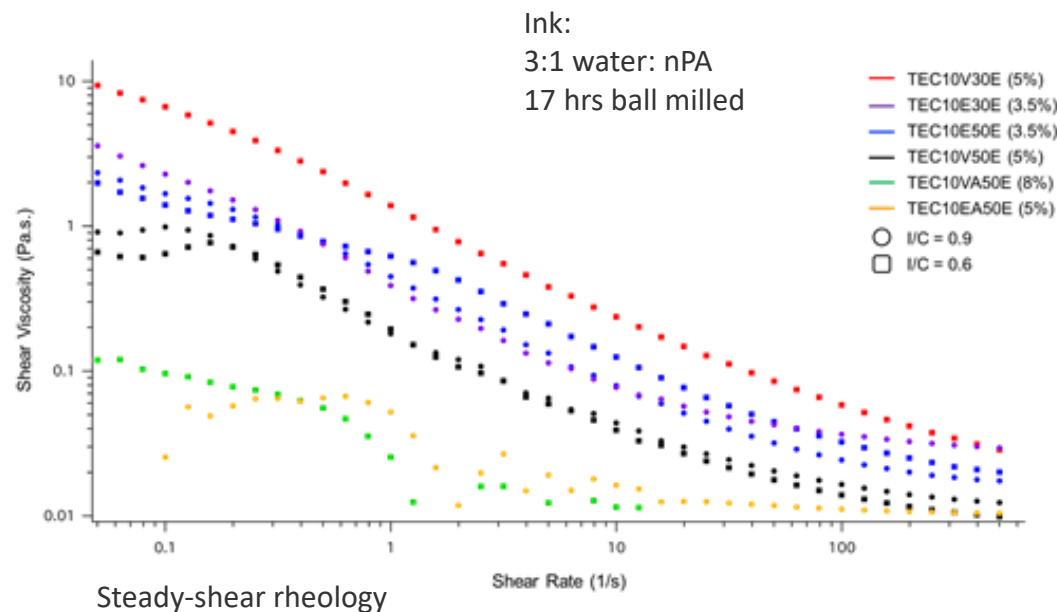 Ink:
3:1 water: nPA
17 hrs ball milled
TEC10V30E (5%)
TEC10E30E (3.5%)
TEC10E50E (3.5%)
TEC10V50E (5%)
TEC10VA50E (8%)
TEC10EA50E (5%)
I/C = 0.9
I/C = 0.6
Shear Viscosity (Pa.s.)
10
1
0.1
0.01
0.1
1
10
100
Shear Rate (1/s)
Steady-shear rheology